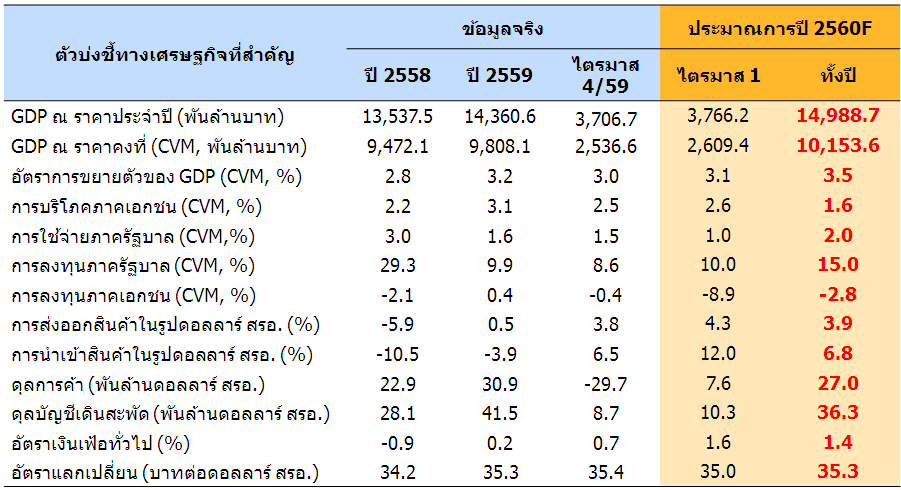 ตัวบ่งชี้ทางเศรษฐกิจที่สำคัญ ข้อมูลจริง ประมาณการปี 2560F
ปี 2558 ปี 2559 ไตรมาส 4/59 ไตรมาส 1 ทั้งปี
GDP ณ ราคาประจำปี (พันล้านบาท) 13,537.5 14,360.6 3,706.7 3,766.2 14,988.7
GDP ณ ราคาคงที่ (CVM, พันล้านบาท) 9,472.1 9,808.1 2,536.6 2,609.4 10,153.6
อัตราการขยายตัวของ GDP (CVM, %) 2.8 3.2 3.0 3.1 3.5
การบริโภคภาคเอกชน (CVM, %) 2.2 3.1 2.5 2.6 1.6
การใช้จ่ายภาครัฐบาล (CVM,%) 3.0 1.6 1.5 1.0 2.0
การลงทุนภาครัฐบาล (CVM, %) 29.3 9.9 8.6 10.0 15.0
การลงทุนภาคเอกชน (CVM, %) -2.1 0.4 -0.4 -8.9 -2.8
การส่งออกสินค้าในรูปดอลลาร์ สรอ. (%) -5.9 0.5 3.8 4.3 3.9
การนำเข้าสินค้าในรูปดอลลาร์ สรอ. (%) -10.5 -3.9 6.5 12.0 6.8
ดุลการค้า (พันล้านดอลลาร์ สรอ.) 22.9 30.9 -29.7 7.6 27.0
ดุลบัญชีเดินสะพัด (พันล้านดอลลาร์ สรอ.) 28.1 41.5 8.7 10.3 36.3
อัตราเงินเฟ้อทั่วไป (%) -0.9 0.2 0.7 1.6 1.4
อัตราแลกเปลี่ยน (บาทต่อดอลลาร์ สรอ.) 34.2 35.3 35.4 35.0 35.3